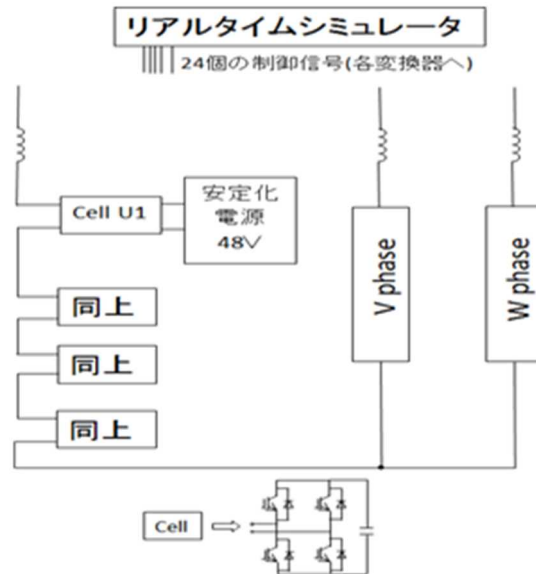 リアルタイムシミュレータ
24個の制御信号(各変換器へ)
Cell U1
安定化
電源
48V
V phase
W phase
同上
同上
同上
Cell